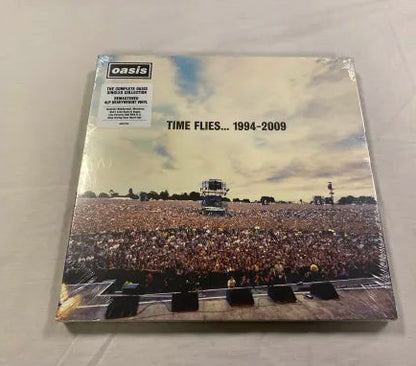 oasis
THE COMPLETE OASIS
SINGLES COLLECTION
REMASTERED
4LP HEAVYWEIGHT VINYL
TIME FLIES... 1994-2009